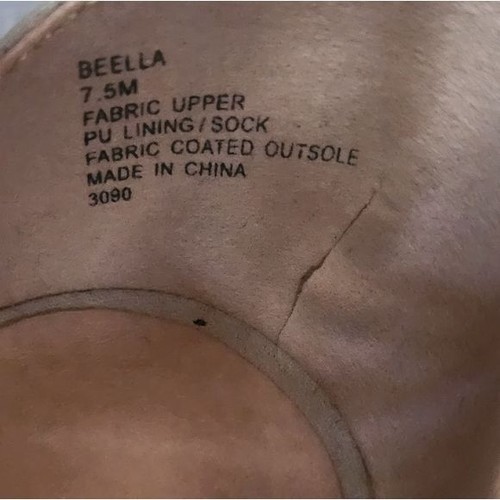 BEELLA
7.5M
FABRIC UPPER
PU LINING/SOCK
FABRIC COATED OUTSOLE
MADE IN CHINA
3090